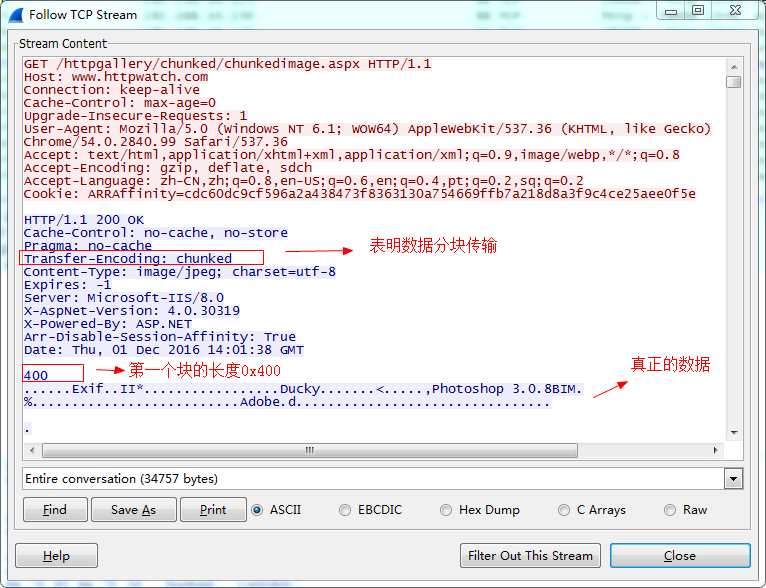 Follow TCP Stream
Stream Content
GET /httpgallery/chunked/chunkedimage.aspx HTTP/1.1
Host: www.httpwatch.com
Connection: keep-alive
Cache-Control: max-age=0
Upgrade-Insecure-Requests: 1
User-Agent: Mozilla/5.0 (Windows NT 6.1; WOW64) AppleWebKit/537.36 (KHTML, like Gecko)
Chrome/54.0.2840.99 Safari/537.36
Accept: text/html,application/xhtml+xml,application/xml;q=0.9,image/webp,*/*;q=0.8
Accept-Encoding: gzip, deflate, sdch
Accept-Language: zh-CN,zh;q=0.8,en-US;q=0.6,en;q=0.4,pt;q=0.2,sq;q=0.2
Cookie: ARRAffinity=cdc60dc9cf596a2a438473f8363130a754669ffb7a218d8a3f9c4ce25aee0f5e
HTTP/1.1 200 OK
Cache-Control: no-cache, no-store
Pragma: no-cache
Transfer-Encoding: chunked 表明数据分块传输
Content-Type: image/jpeg; charset=utf-8
Expires: -1
Server: Microsoft-IIS/8.0
X-AspNet-Version: 4.0.30319
X-Powered-By: ASP.NET
Arr-Disable-Session-Affinity: True
Date: Thu, 01 Dec 2016 14:01:38 GMT
400 第一个块的长度0x400 真正的数据
......Exif..II*.................Ducky.......<.....,Photoshop 3.0.8BIM.
%..........................Adobe.d................................
.
Entire conversation (34757 bytes)
Find Save As Print ASCII EBCDIC Hex Dump C Arrays Raw
Help Filter Out This Stream Close